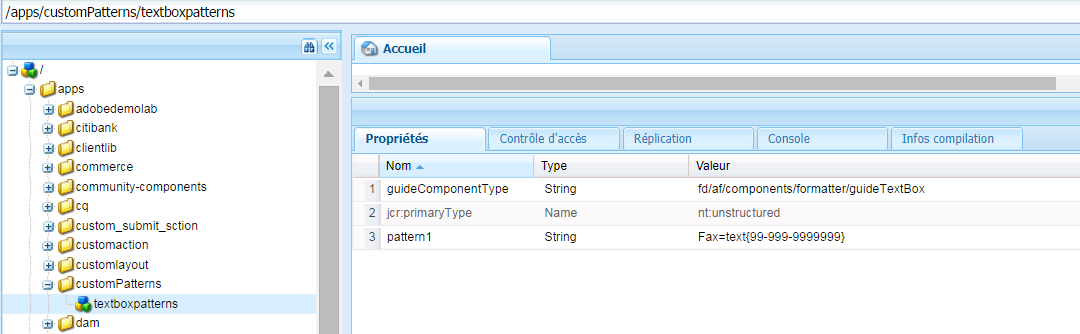 /apps/customPatterns/textboxpatterns
/
apps
adobedemolab
citibank
clientlib
commerce
community-components
cq
custom_submit_sction
customaction
customlayout
customPatterns
textboxpatterns
dam
Accueil
Propriétés Contrôle d'accès Réplication Console Infos compilation
Nom Type Valeur
1 guideComponentType String fd/af/components/formatter/guideTextBox
2 jcr:primaryType Name nt:unstructured
3 pattern1 String Fax=text{99-999-9999999}